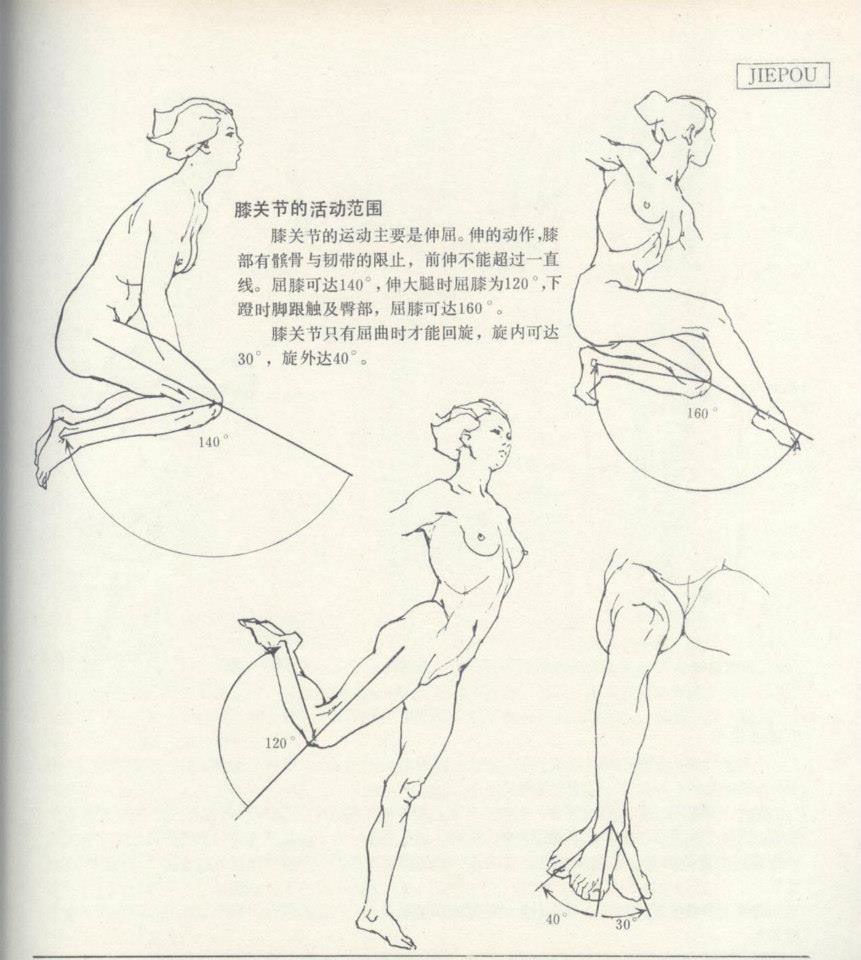 JIEPOU
膝关节的活动范围
膝关节的运动主要是伸屈。伸的动作,膝
部有髌骨与韧带的限止，前伸不能超过一直
线。屈膝可达140°,伸大腿时屈膝为120°,下
蹬时脚跟触及臀部，屈膝可达160°。
膝关节只有屈曲时才能回旋，旋内可达
30°，旋外达40°。
140°
160°
120°
40°
30°